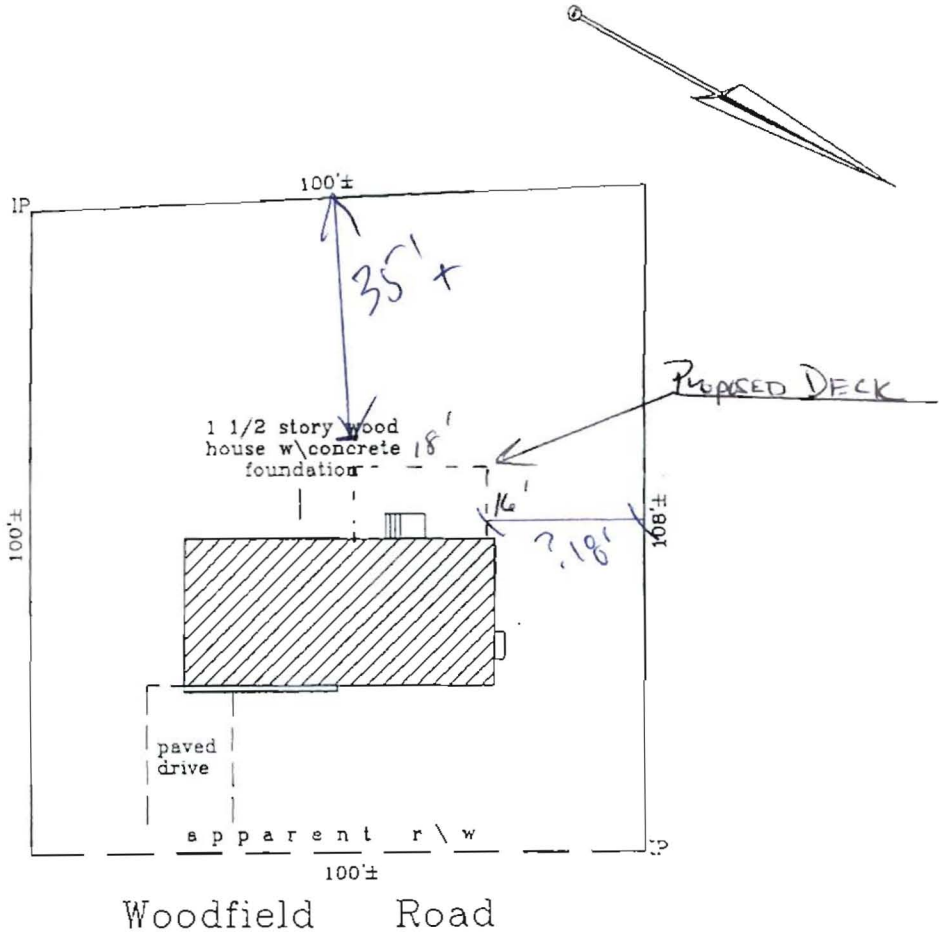 100'±
IP
35' +
PROPOSED DECK
1 1/2 story wood
house w\concrete
foundation
18'
16'
?.18'
100'±
108'±
paved
drive
apparent r\w
IP
100'±
Woodfield Road